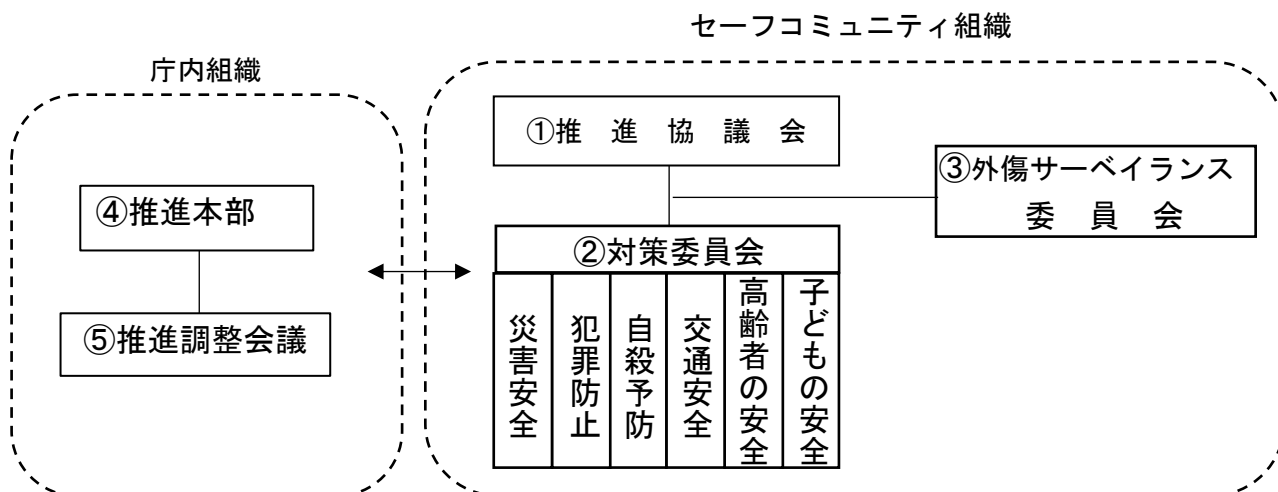 セーフコミュニティ組織
庁内組織
①推進協議会
③外傷サーベイランス
委員会
④推進本部
②対策委員会
⑤推進調整会議
災害安全
犯罪防止
自殺予防
交通安全
高齢者の安全
子どもの安全